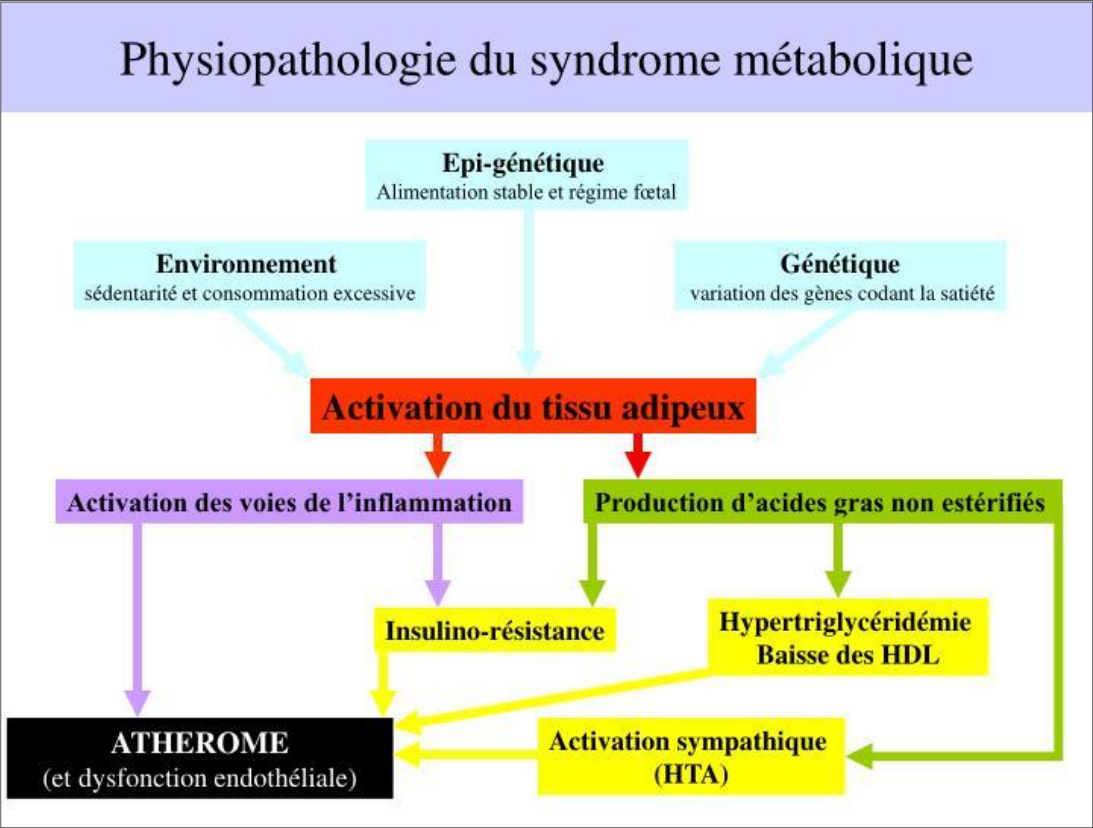 Physiopathologie du syndrome métabolique
Epi-génétique
Alimentation stable et régime fœtal
Environnement
sédentarité et consommation excessive
Génétique
variation des gènes codant la satiété
Activation du tissu adipeux
Activation des voies de l’inflammation
Production d’acides gras non estérifiés
Insulino-résistance
Hypertriglycéridémie
Baisse des HDL
ATHEROME
(et dysfonction endothéliale)
Activation sympathique
(HTA)